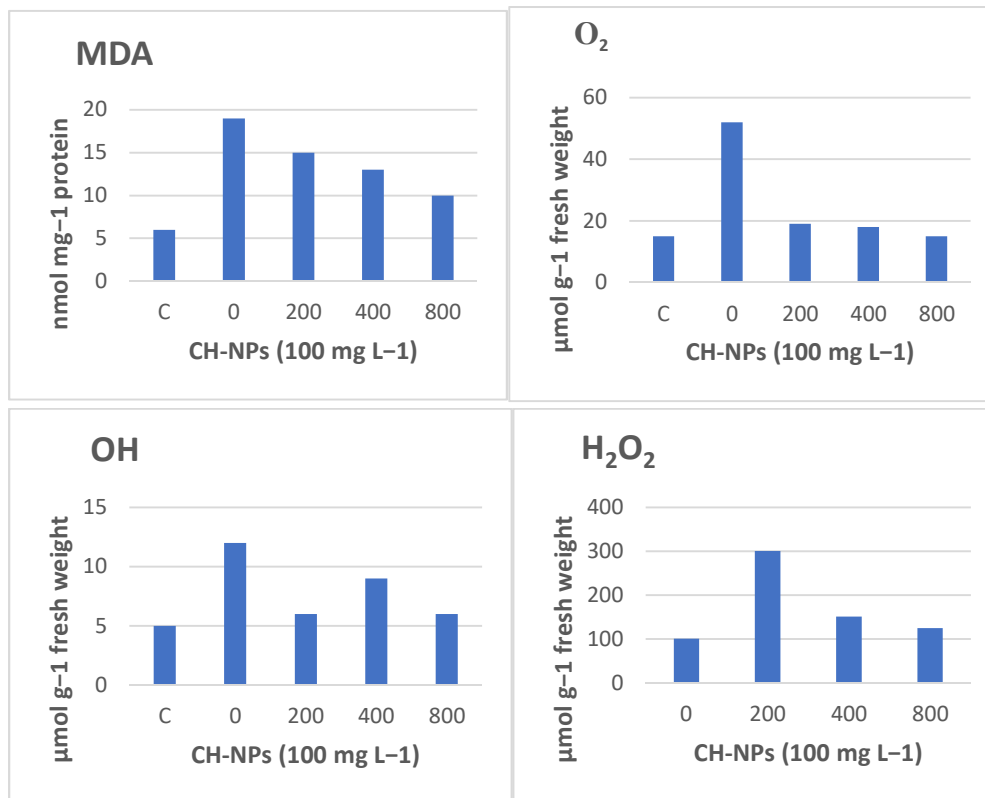 MDA
nmol mg−1 protein
20
15
10
5
0
C 0 200 400 800
CH-NPs (100 mg L−1)
O₂
µmol g−1 fresh weight
60
40
20
0
C 0 200 400 800
CH-NPs (100 mg L−1)
OH
µmol g−1 fresh weight
15
10
5
0
C 0 200 400 800
CH-NPs (100 mg L−1)
H₂O₂
µmol g−1 fresh weight
400
300
200
100
0
0 200 400 800
CH-NPs (100 mg L−1)